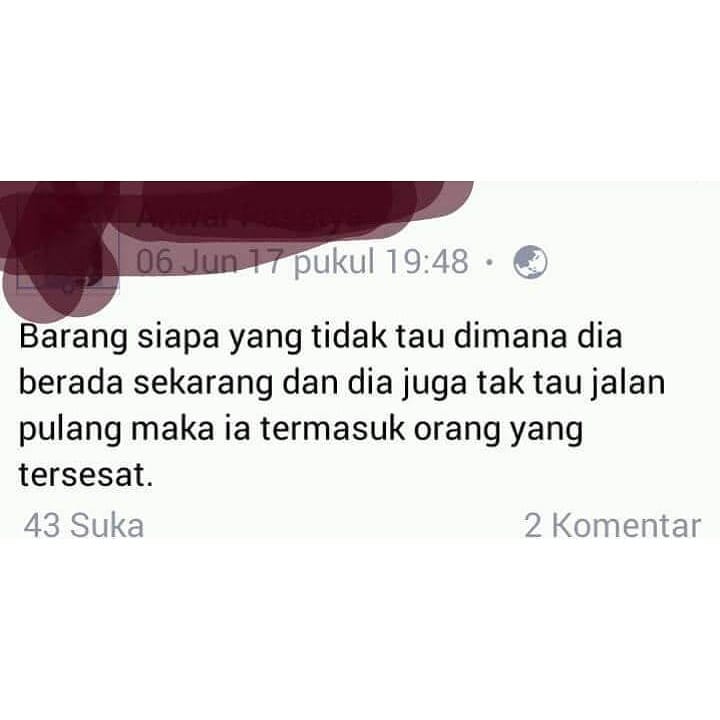 06 Jun 17 pukul 19:48 •
Barang siapa yang tidak tau dimana dia
berada sekarang dan dia juga tak tau jalan
pulang maka ia termasuk orang yang
tersesat.
43 Suka
2 Komentar